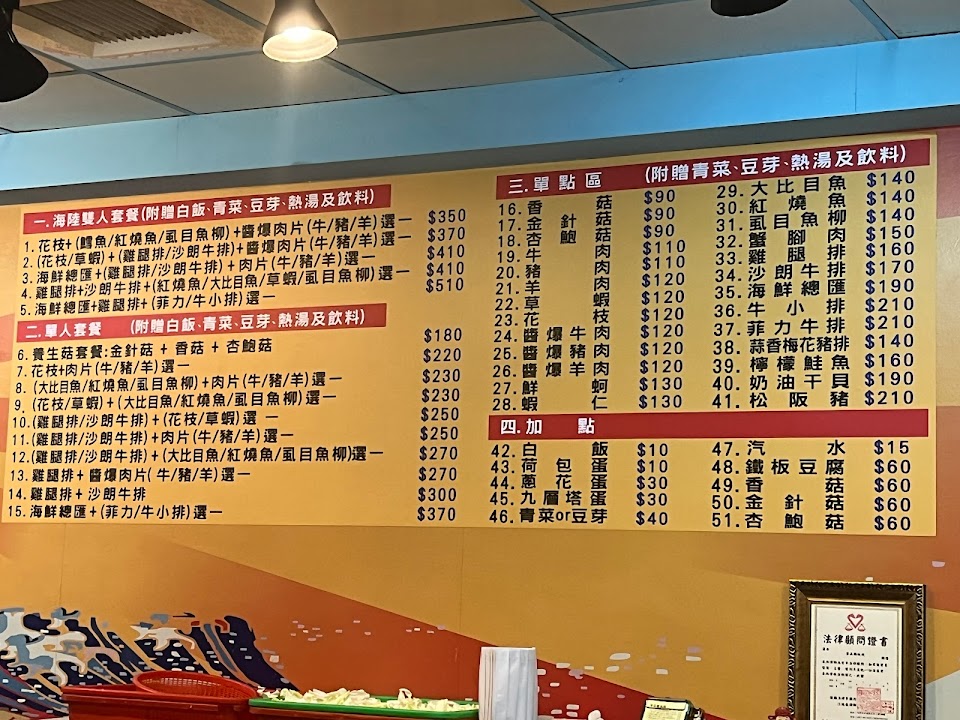 一.海陸雙人套餐(附贈白飯、青菜、豆芽、熱湯及飲料)
1. 花枝+(鱈魚/紅燒魚/虱目魚柳)+醬爆肉片(牛/豬/羊)選一 $350
2. (花枝/草蝦)+(雞腿排/沙朗牛排)+醬爆肉片(牛/豬/羊)選一 $370
3. 海鮮總匯+(雞腿排/沙朗牛排)+肉片(牛/豬/羊)選一 $410
4. 雞腿排+沙朗牛排+(紅燒魚/大比目魚/草蝦/虱目魚柳)選一 $410
5. 海鮮總匯+雞腿排+(菲力/牛小排)選一 $510
二.單人套餐 (附贈白飯、青菜、豆芽、熱湯及飲料)
6. 養生菇套餐:金針菇 + 香菇 + 杏鮑菇 $180
7. 花枝+肉片(牛/豬/羊)選一 $220
8. (大比目魚/紅燒魚/虱目魚柳)+肉片(牛/豬/羊)選一 $230
9. (花枝/草蝦)+(大比目魚/紅燒魚/虱目魚柳)選一 $230
10.(雞腿排/沙朗牛排)+(花枝/草蝦)選一 $250
11.(雞腿排/沙朗牛排)+肉片(牛/豬/羊)選一 $250
12.(雞腿排/沙朗牛排)+(大比目魚/紅燒魚/虱目魚柳)選一 $270
13. 雞腿排+醬爆肉片(牛/豬/羊)選一 $270
14. 雞腿排+沙朗牛排 $300
15. 海鮮總匯+(菲力/牛小排)選一 $370
三.單點區 (附贈青菜、豆芽、熱湯及飲料)
16. 香菇 $90
17. 金針菇 $90
18. 杏鮑菇 $90
19. 牛肉 $110
20. 豬肉 $110
21. 羊肉 $120
22. 草蝦 $120
23. 花枝 $120
24. 醬爆牛肉 $120
25. 醬爆豬肉 $120
26. 醬爆羊肉 $120
27. 鮮蚵 $130
28. 蝦仁 $130
29. 大比目魚 $140
30. 紅燒魚 $140
31. 虱目魚柳 $140
32. 蟹腳肉 $150
33. 雞腿排 $160
34. 沙朗牛排 $170
35. 海鮮總匯 $190
36. 牛小排 $210
37. 菲力牛排 $210
38. 蒜香梅花豬排 $140
39. 檸檬鮭魚 $160
40. 奶油干貝 $190
41. 松阪豬 $210
四.加點
42. 白飯 $10
43. 荷包蛋 $10
44. 蔥花蛋 $30
45. 九層塔蛋 $30
46. 青菜or豆芽 $40
47. 汽水 $15
48. 鐵板豆腐 $60
49. 香菇 $60
50. 金針菇 $60
51. 杏鮑菇 $60
法律顧問證書